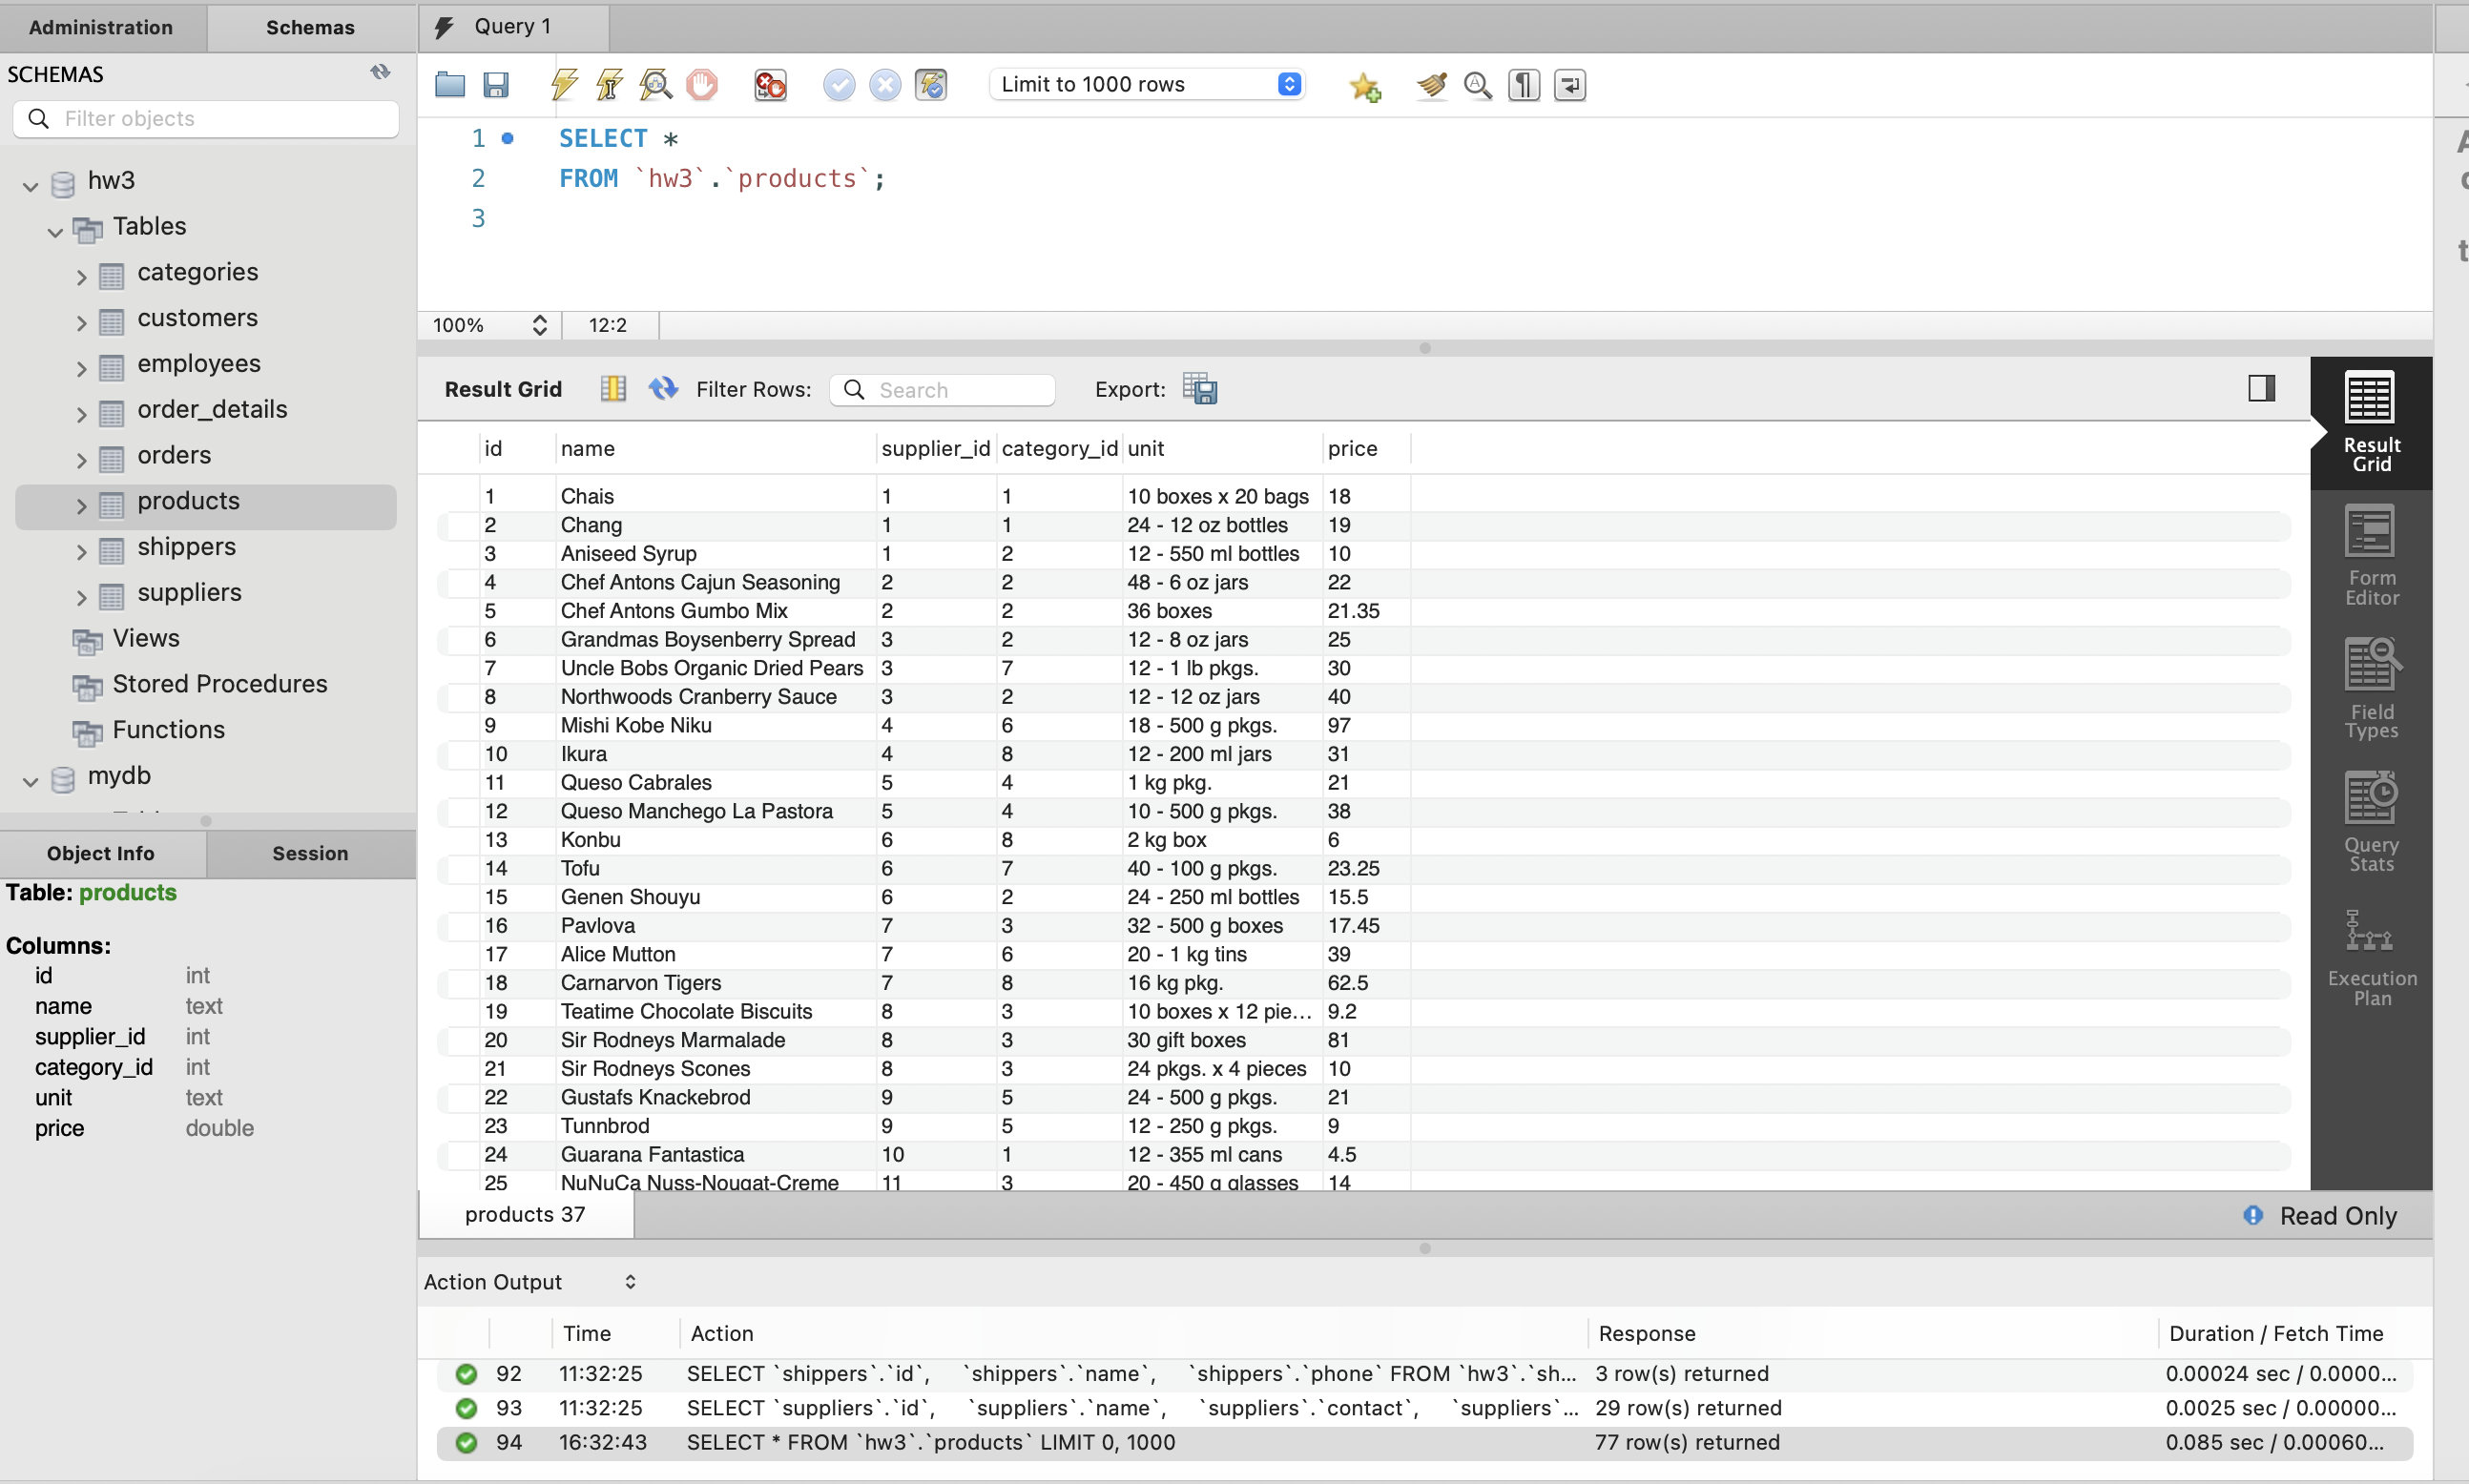 Administration Schemas
SCHEMAS
Filter objects
hw3
Tables
categories
customers
employees
order_details
orders
products
shippers
suppliers
Views
Stored Procedures
Functions
mydb
Object Info Session
Table: products
Columns:
id int
name text
supplier_id int
category_id int
unit text
price double
Query 1
Limit to 1000 rows
1 SELECT *
2 FROM `hw3`.`products`;
3
100% 12:2
Result Grid Filter Rows: Search Export:
id name supplier_id category_id unit price
1 Chais 1 1 10 boxes x 20 bags 18
2 Chang 1 1 24 - 12 oz bottles 19
3 Aniseed Syrup 1 2 12 - 550 ml bottles 10
4 Chef Antons Cajun Seasoning 2 2 48 - 6 oz jars 22
5 Chef Antons Gumbo Mix 2 2 36 boxes 21.35
6 Grandmas Boysenberry Spread 3 2 12 - 8 oz jars 25
7 Uncle Bobs Organic Dried Pears 3 7 12 - 1 lb pkgs. 30
8 Northwoods Cranberry Sauce 3 2 12 - 12 oz jars 40
9 Mishi Kobe Niku 4 6 18 - 500 g pkgs. 97
10 Ikura 4 8 12 - 200 ml jars 31
11 Queso Cabrales 5 4 1 kg pkg. 21
12 Queso Manchego La Pastora 5 4 10 - 500 g pkgs. 38
13 Konbu 6 8 2 kg box 6
14 Tofu 6 7 40 - 100 g pkgs. 23.25
15 Genen Shouyu 6 2 24 - 250 ml bottles 15.5
16 Pavlova 7 3 32 - 500 g boxes 17.45
17 Alice Mutton 7 6 20 - 1 kg tins 39
18 Carnarvon Tigers 7 8 16 kg pkg. 62.5
19 Teatime Chocolate Biscuits 8 3 10 boxes x 12 pie... 9.2
20 Sir Rodneys Marmalade 8 3 30 gift boxes 81
21 Sir Rodneys Scones 8 3 24 pkgs. x 4 pieces 10
22 Gustafs Knackebrod 9 5 24 - 500 g pkgs. 21
23 Tunnbrod 9 5 12 - 250 g pkgs. 9
24 Guarana Fantastica 10 1 12 - 355 ml cans 4.5
25 NuNuCa Nuss-Nougat-Creme 11 3 20 - 450 g glasses 14
Result
Grid
Form
Editor
Field
Types
Query
Stats
Execution
Plan
products 37 Read Only
Action Output
Time Action Response Duration / Fetch Time
92 11:32:25 SELECT `shippers`.`id`, `shippers`.`name`, `shippers`.`phone` FROM `hw3`.`sh... 3 row(s) returned 0.00024 sec / 0.0000...
93 11:32:25 SELECT `suppliers`.`id`, `suppliers`.`name`, `suppliers`.`contact`, `suppliers`... 29 row(s) returned 0.0025 sec / 0.00000...
94 16:32:43 SELECT * FROM `hw3`.`products` LIMIT 0, 1000 77 row(s) returned 0.085 sec / 0.00060...